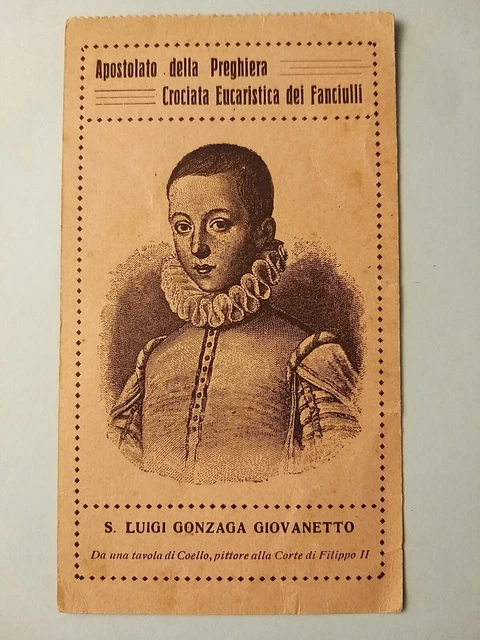 Apostolato della Preghiera
Crociata Eucaristica dei Fanciulli
S. LUIGI GONZAGA GIOVANETTO
Da una tavola di Coello, pittore alla Corte di Filippo II